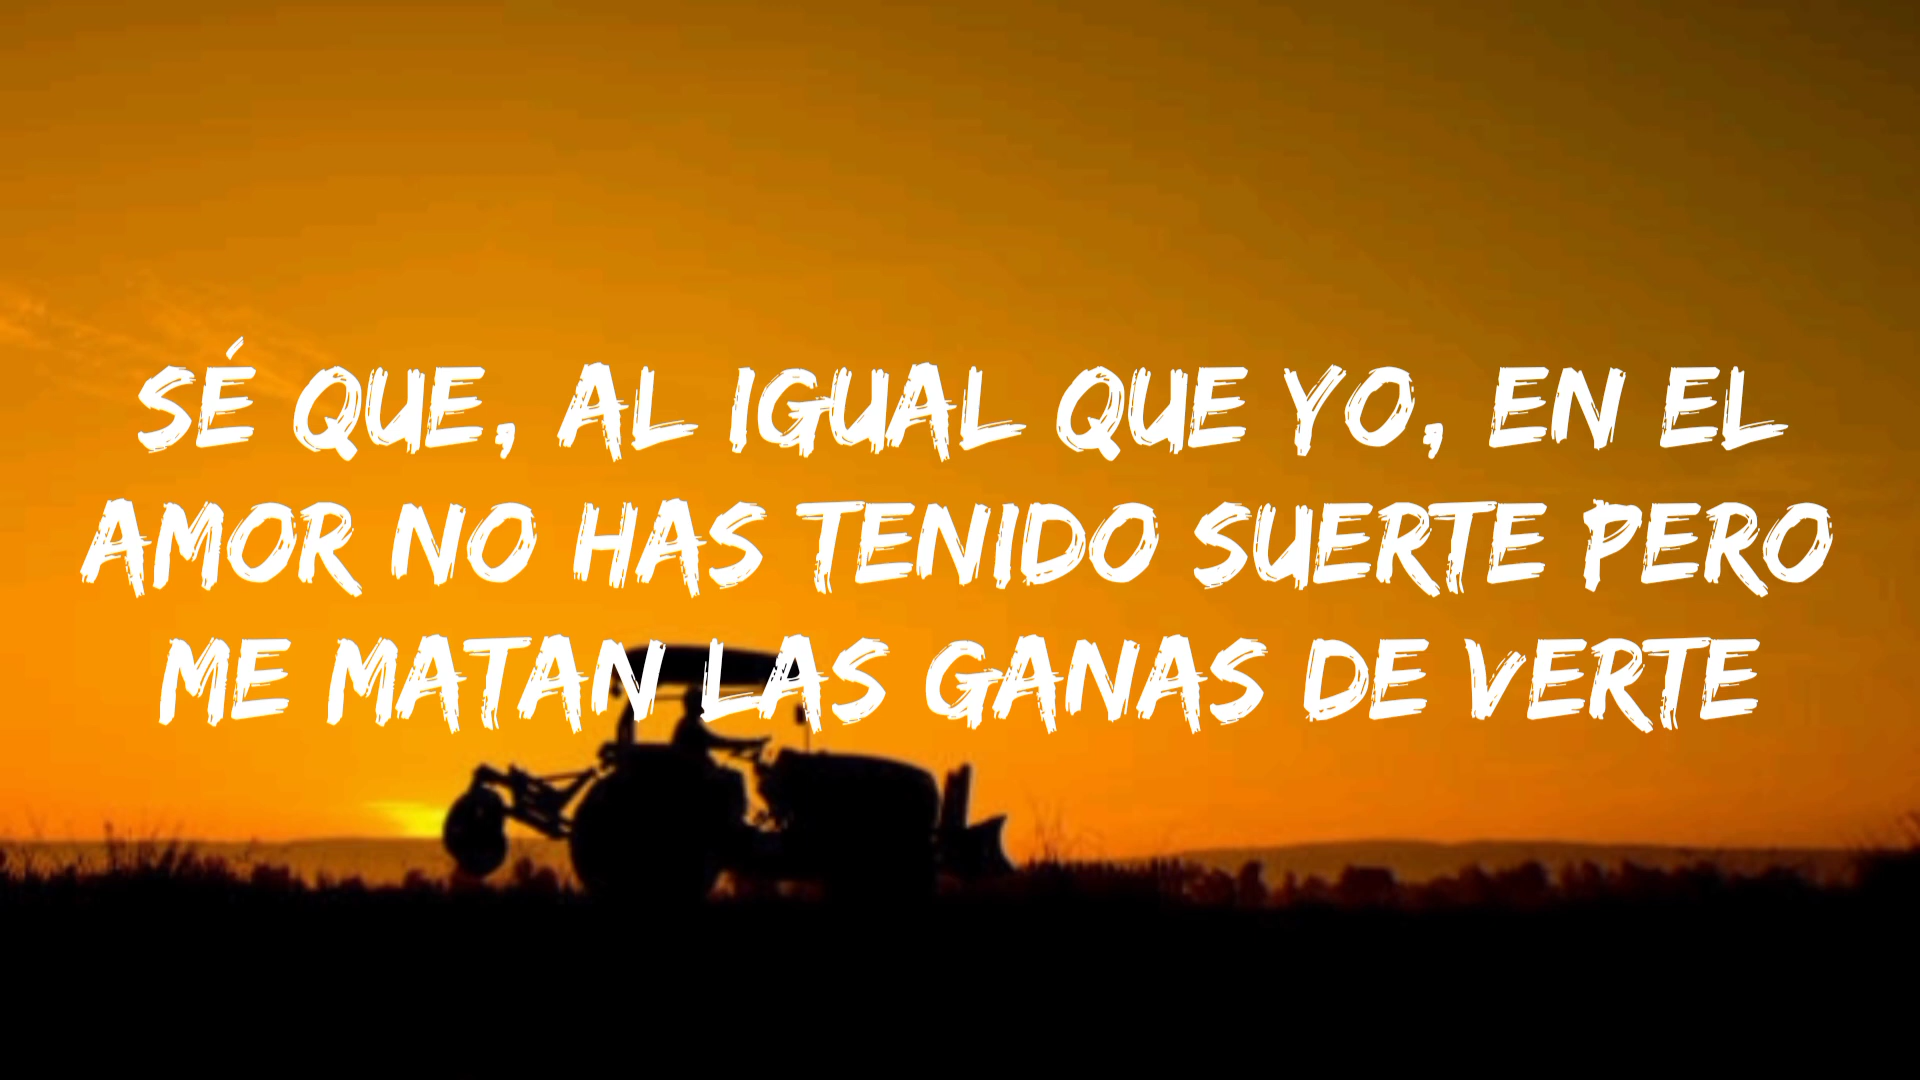 SÉ QUE, AL IGUAL QUE YO, EN EL
AMOR NO HAS TENIDO SUERTE PERO
ME MATAN LAS GANAS DE VERTE